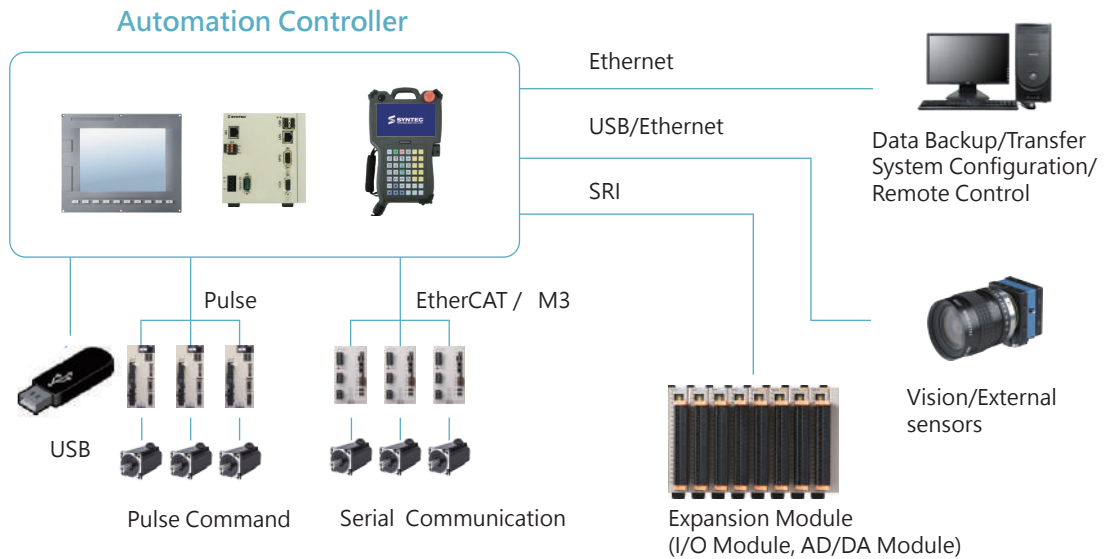 Automation Controller
Ethernet
USB/Ethernet
SRI
SYNTEC
SYNTEC
Data Backup/Transfer
System Configuration/
Remote Control
Pulse
EtherCAT / M3
USB
Vision/External
sensors
Pulse Command
Serial Communication
Expansion Module
(I/O Module, AD/DA Module)